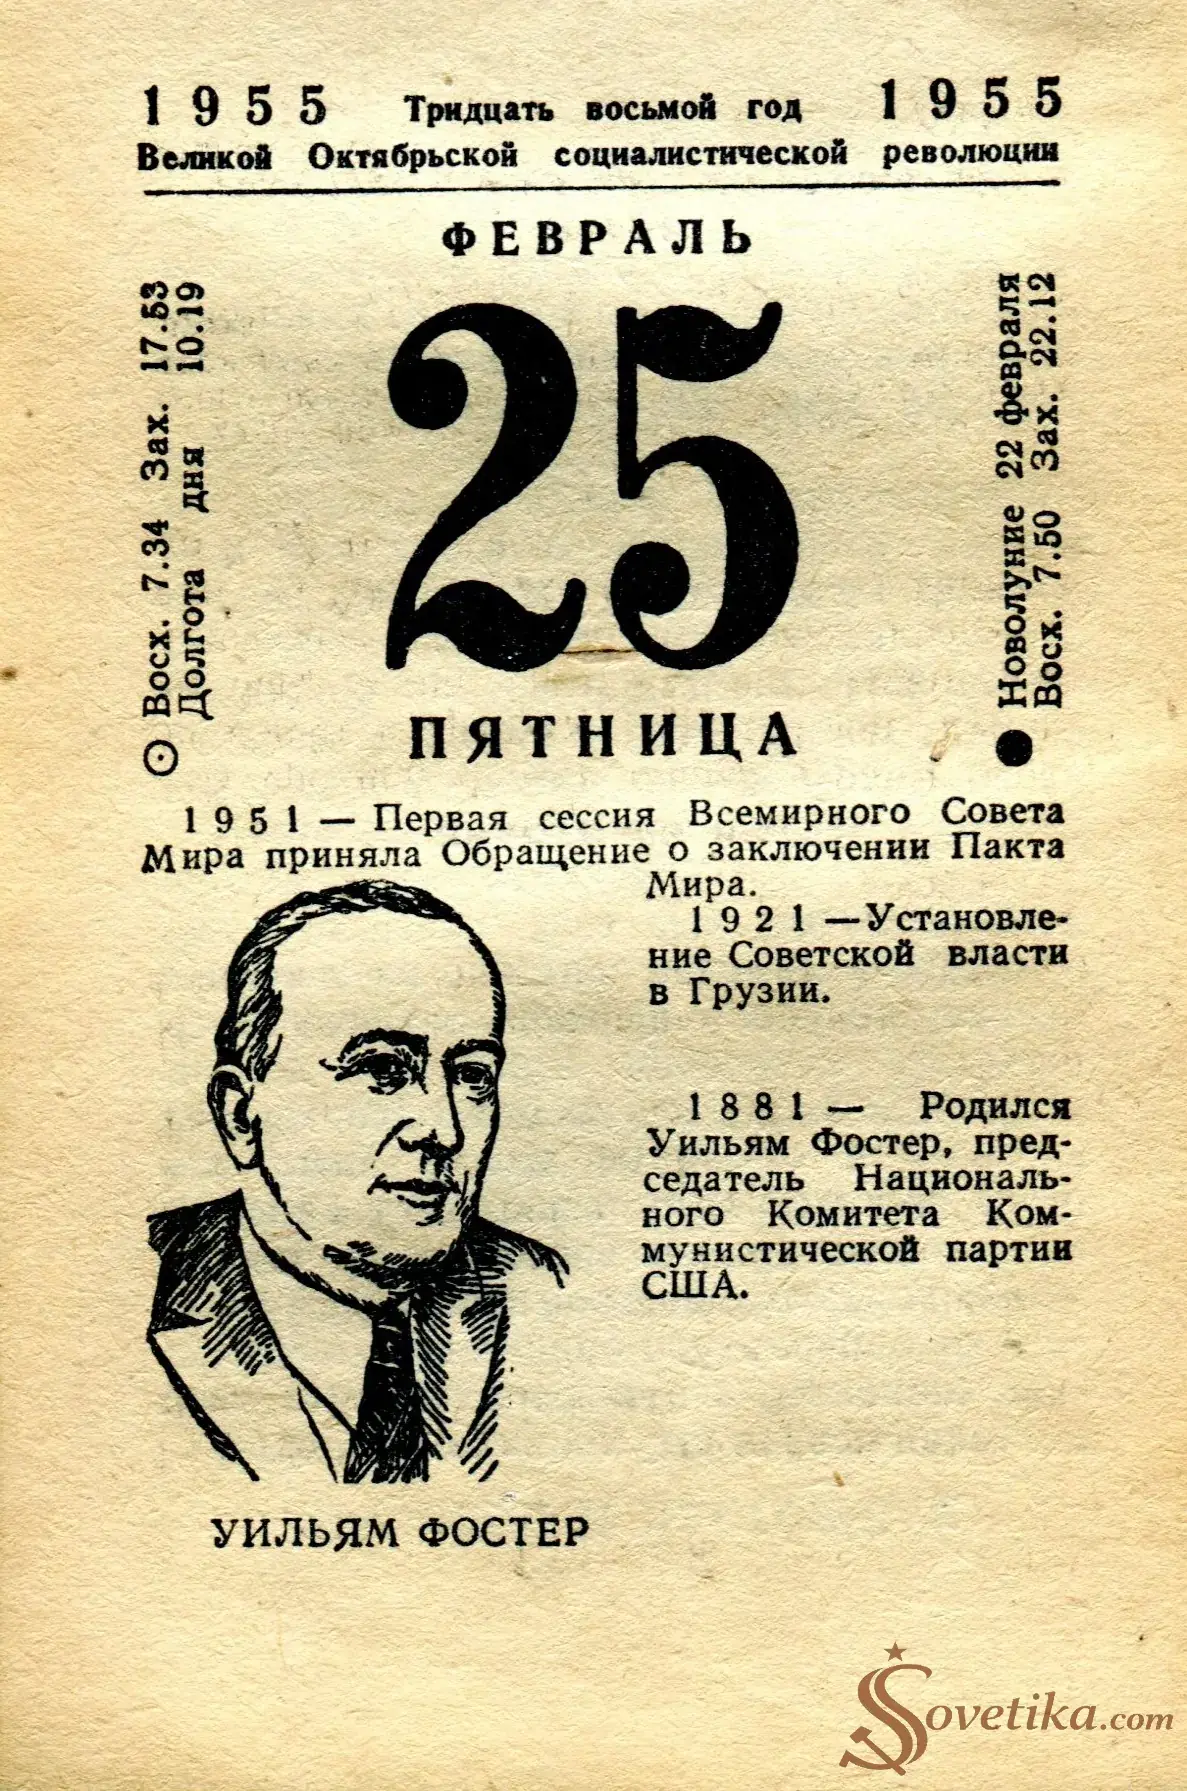 1955 Тридцать восьмой год 1955
Великой Октябрьской социалистической революции
ФЕВРАЛЬ
Восх. 7.34 Зах. 17.53
Долгота дня 10.19
25
Новолуние 22 февраля
Восх. 7.50 Зах. 22.12
ПЯТНИЦА
1951 — Первая сессия Всемирного Совета
Мира приняла Обращение о заключении Пакта
Мира.
1921 — Установле-
ние Советской власти
в Грузии.
1881 — Родился
Уильям Фостер, пред-
седатель Националь-
ного Комитета Ком-
мунистической партии
США.
УИЛЬЯМ ФОСТЕР
Sovetika.com